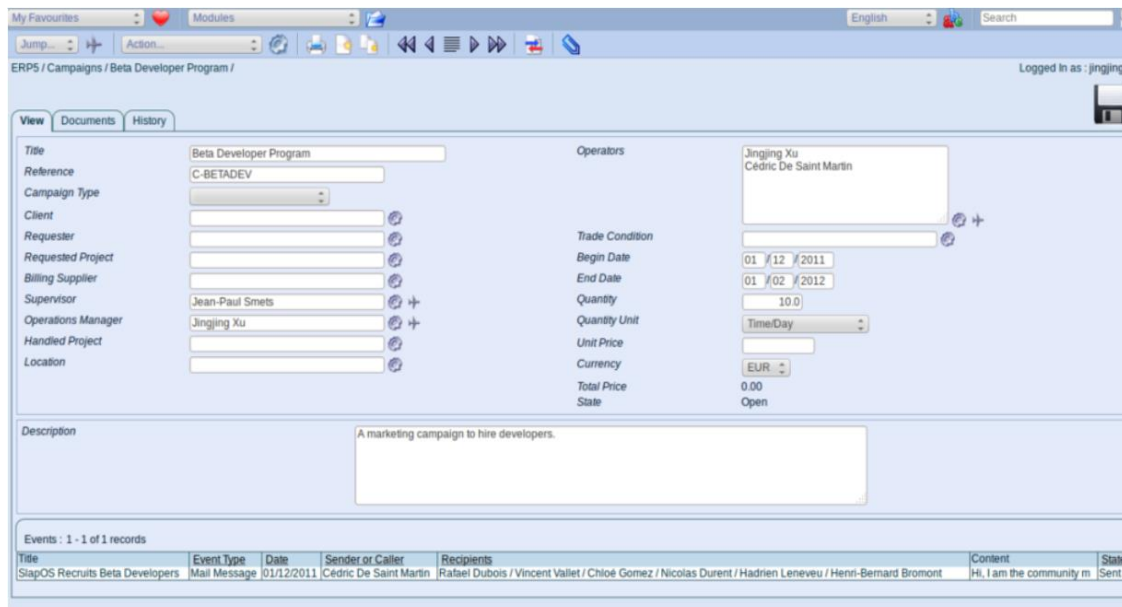 My Favourites Modules English Search
Jump... Action...
ERP5 / Campaigns / Beta Developer Program / Logged In as : jingjing
View Documents History
Title Beta Developer Program Operators Jingjing Xu
Cédric De Saint Martin
Reference C-BETADEV
Campaign Type
Client
Requester Trade Condition
Requested Project Begin Date 01 / 12 / 2011
Billing Supplier End Date 01 / 02 / 2012
Supervisor Jean-Paul Smets Quantity 10.0
Operations Manager Jingjing Xu Quantity Unit Time/Day
Handled Project Unit Price
Location Currency EUR
Total Price 0.00
State Open
Description A marketing campaign to hire developers.
Events : 1 - 1 of 1 records
Title Event Type Date Sender or Caller Recipients Content State
SlapOS Recruits Beta Developers Mail Message 01/12/2011 Cédric De Saint Martin Rafael Dubois / Vincent Vallet / Chloé Gomez / Nicolas Durent / Hadrien Leneveu / Henri-Bernard Bromont Hi, I am the community m Sent